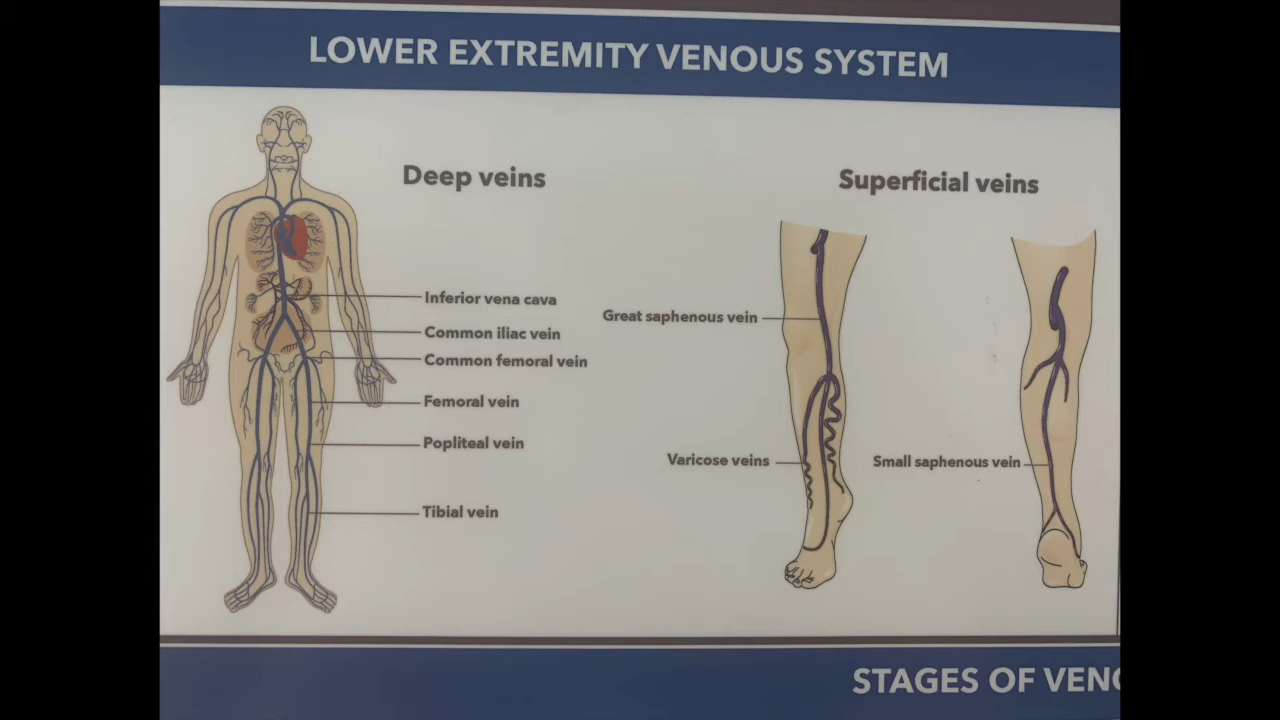 LOWER EXTREMITY VENOUS SYSTEM
Deep veins
Inferior vena cava
Common iliac vein
Common femoral vein
Femoral vein
Popliteal vein
Tibial vein
Superficial veins
Great saphenous vein
Varicose veins
Small saphenous vein
STAGES OF